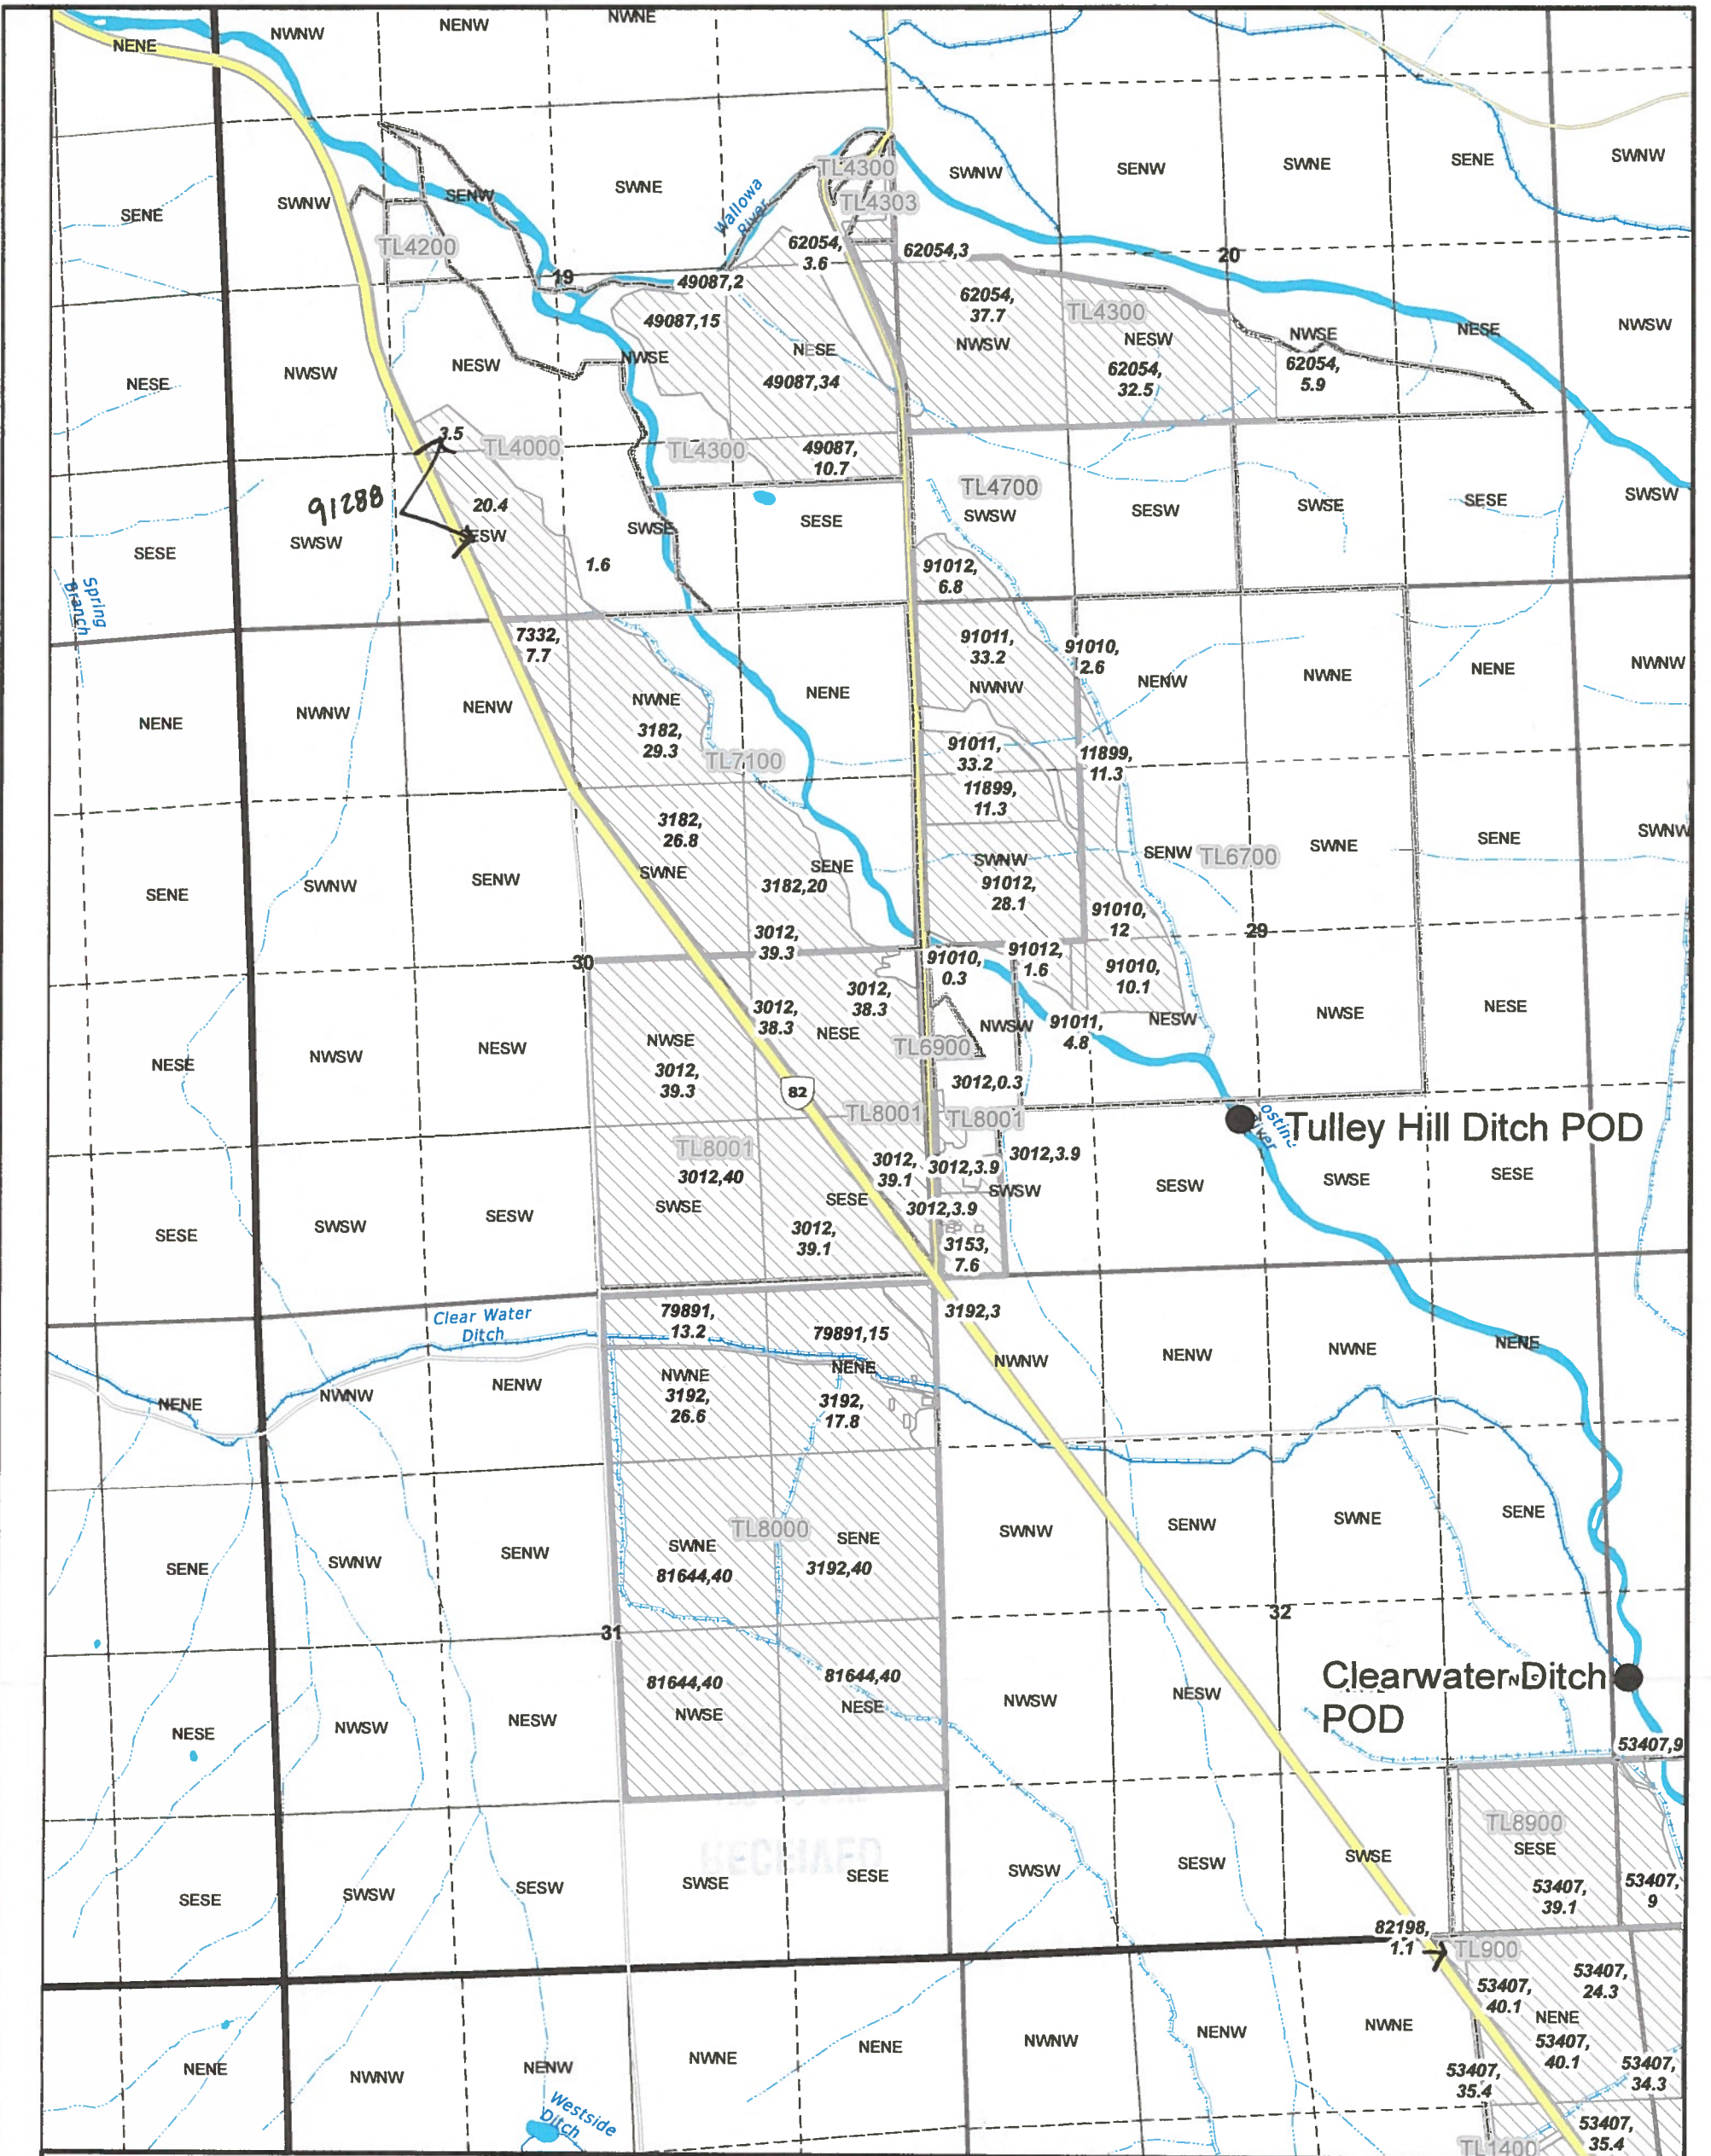 NENE
NWNW
NENW
NWNE
SENE
SWNW
SENW
SWNE
Wallowa
River
TL4300
TL4303
SWNW
SENW
SWNE
SENE
SWNW
TL4200
19
49087,2
62054,
3.6
62054,3
20
49087,15
62054,
37.7
TL4300
NESE
NWSW
NESW
NWSE
NESE
49087,34
NWSW
NESW
62054,
32.5
NWSE
62054,
5.9
NESE
NWSW
3.5
TL4000
TL4300
49087,
10.7
91288
20.4
SESW
SESE
SWSW
SWSE
SESE
1.6
TL4700
SWSW
SESW
SWSE
SESE
SWSW
Spring
Branch
91012,
6.8
7332,
7.7
91011,
33.2
91010,
2.6
NENE
NWNW
NENW
NWNE
3182,
29.3
NENE
NWNW
NENW
NWNE
NENE
NWNW
TL7100
91011,
33.2
11899,
11.3
11899,
11.3
3182,
26.8
SENE
SWNW
SENW
SWNE
SENE
3182,20
SWNW
91012,
28.1
SENW
TL6700
SWNE
SENE
SWNW
91010,
12
3012,
39.3
30
91010,
0.3
91012,
1.6
91010,
10.1
29
3012,
38.3
3012,
38.3
NESE
NWSW
NESW
NWSE
3012,
39.3
NESE
NWSW
91011,
4.8
NESW
NWSE
NESE
TL6900
3012,0.3
82
TL8001
TL8001
Tulley Hill Ditch POD
TL8001
3012,40
3012,
39.1
3012,3.9
3012,3.9
SESE
SWSW
SESW
SWSE
SESE
3012,
39.1
3012,3.9
SWSW
SESW
SWSE
SESE
3153,
7.6
Clear Water
Ditch
79891,
13.2
79891,15
3192,3
NENE
NWNW
NENW
NWNE
3192,
26.6
NENE
3192,
17.8
NWNW
NENW
NWNE
NENE
SENE
SWNW
SENW
TL8000
SWNE
81644,40
SENE
3192,40
SWNW
SENW
SWNE
SENE
31
32
81644,40
81644,40
Clearwater Ditch
POD
NESE
NWSW
NESW
NWSE
NESE
NWSW
NESW
53407,9
TL8900
SESE
SWSW
SESW
SWSE
SESE
SWSW
SESW
SWSE
SESE
53407,
39.1
53407,
9
82198,
1.1
TL900
53407,
40.1
53407,
24.3
NENE
NWNW
NENW
NWNE
NENE
NWNW
NENW
NWNE
NENE
53407,
40.1
53407,
35.4
53407,
34.3
Westside
Ditch
53407,
35.4
TL1400